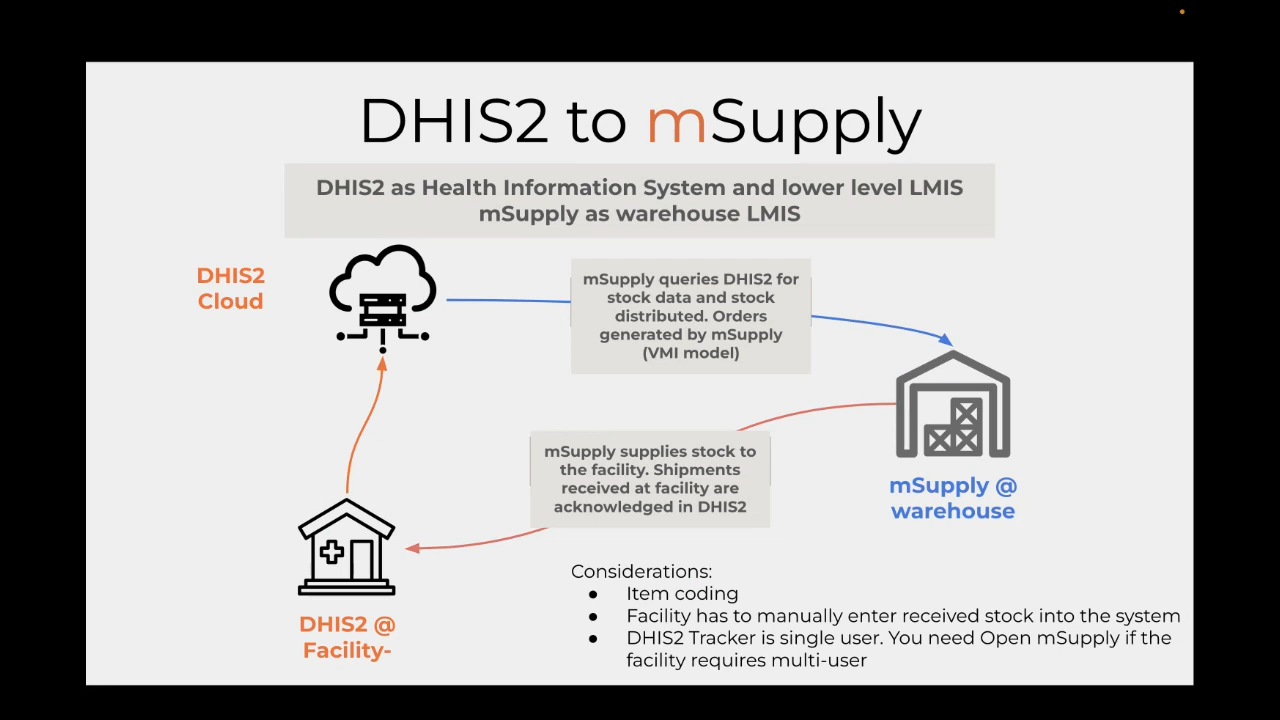 DHIS2 to mSupply
DHIS2 as Health Information System and lower level LMIS
mSupply as warehouse LMIS
DHIS2
Cloud
mSupply queries DHIS2 for
stock data and stock
distributed. Orders
generated by mSupply
(VMI model)
mSupply supplies stock to
the facility. Shipments
received at facility are
acknowledged in DHIS2
mSupply @
warehouse
DHIS2 @
Facility-
Considerations:
● Item coding
● Facility has to manually enter received stock into the system
● DHIS2 Tracker is single user. You need Open mSupply if the
facility requires multi-user